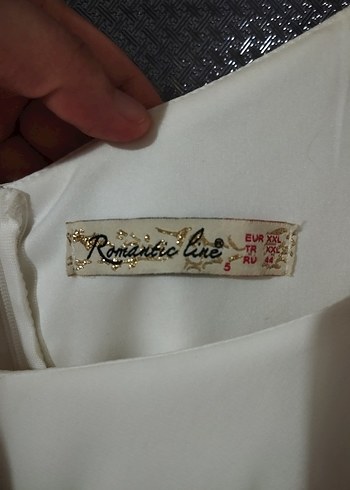 Romantic line®
5
EUR XXL
TR XXL
RU 44